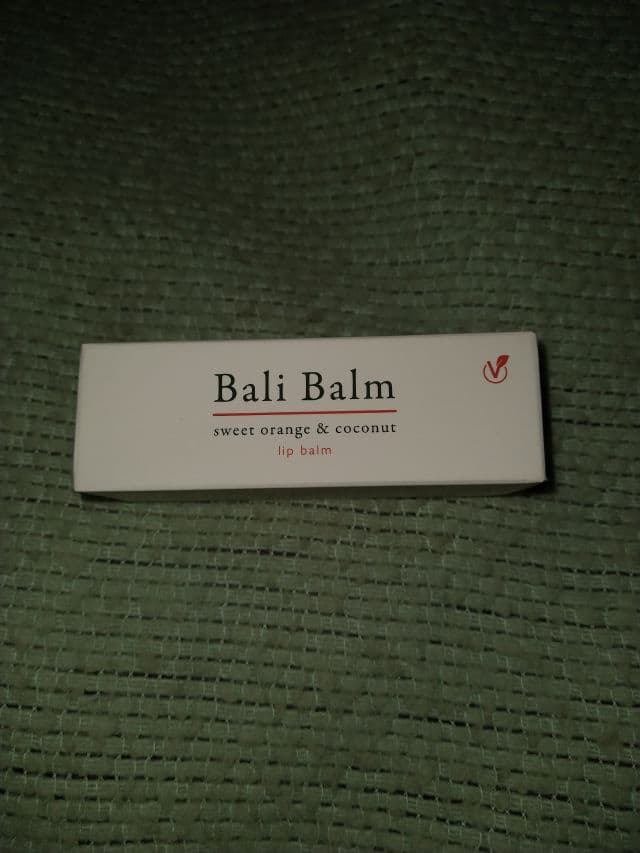 Bali Balm
sweet orange & coconut
lip balm